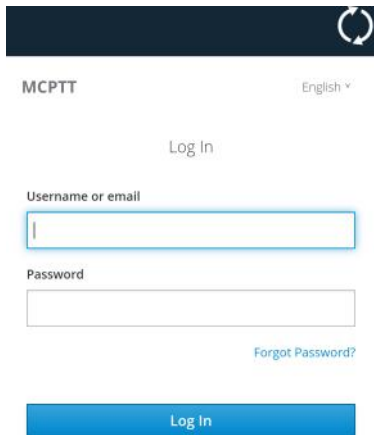 MCPTT
English ˅
Log In
Username or email
Password
Forgot Password?
Log In